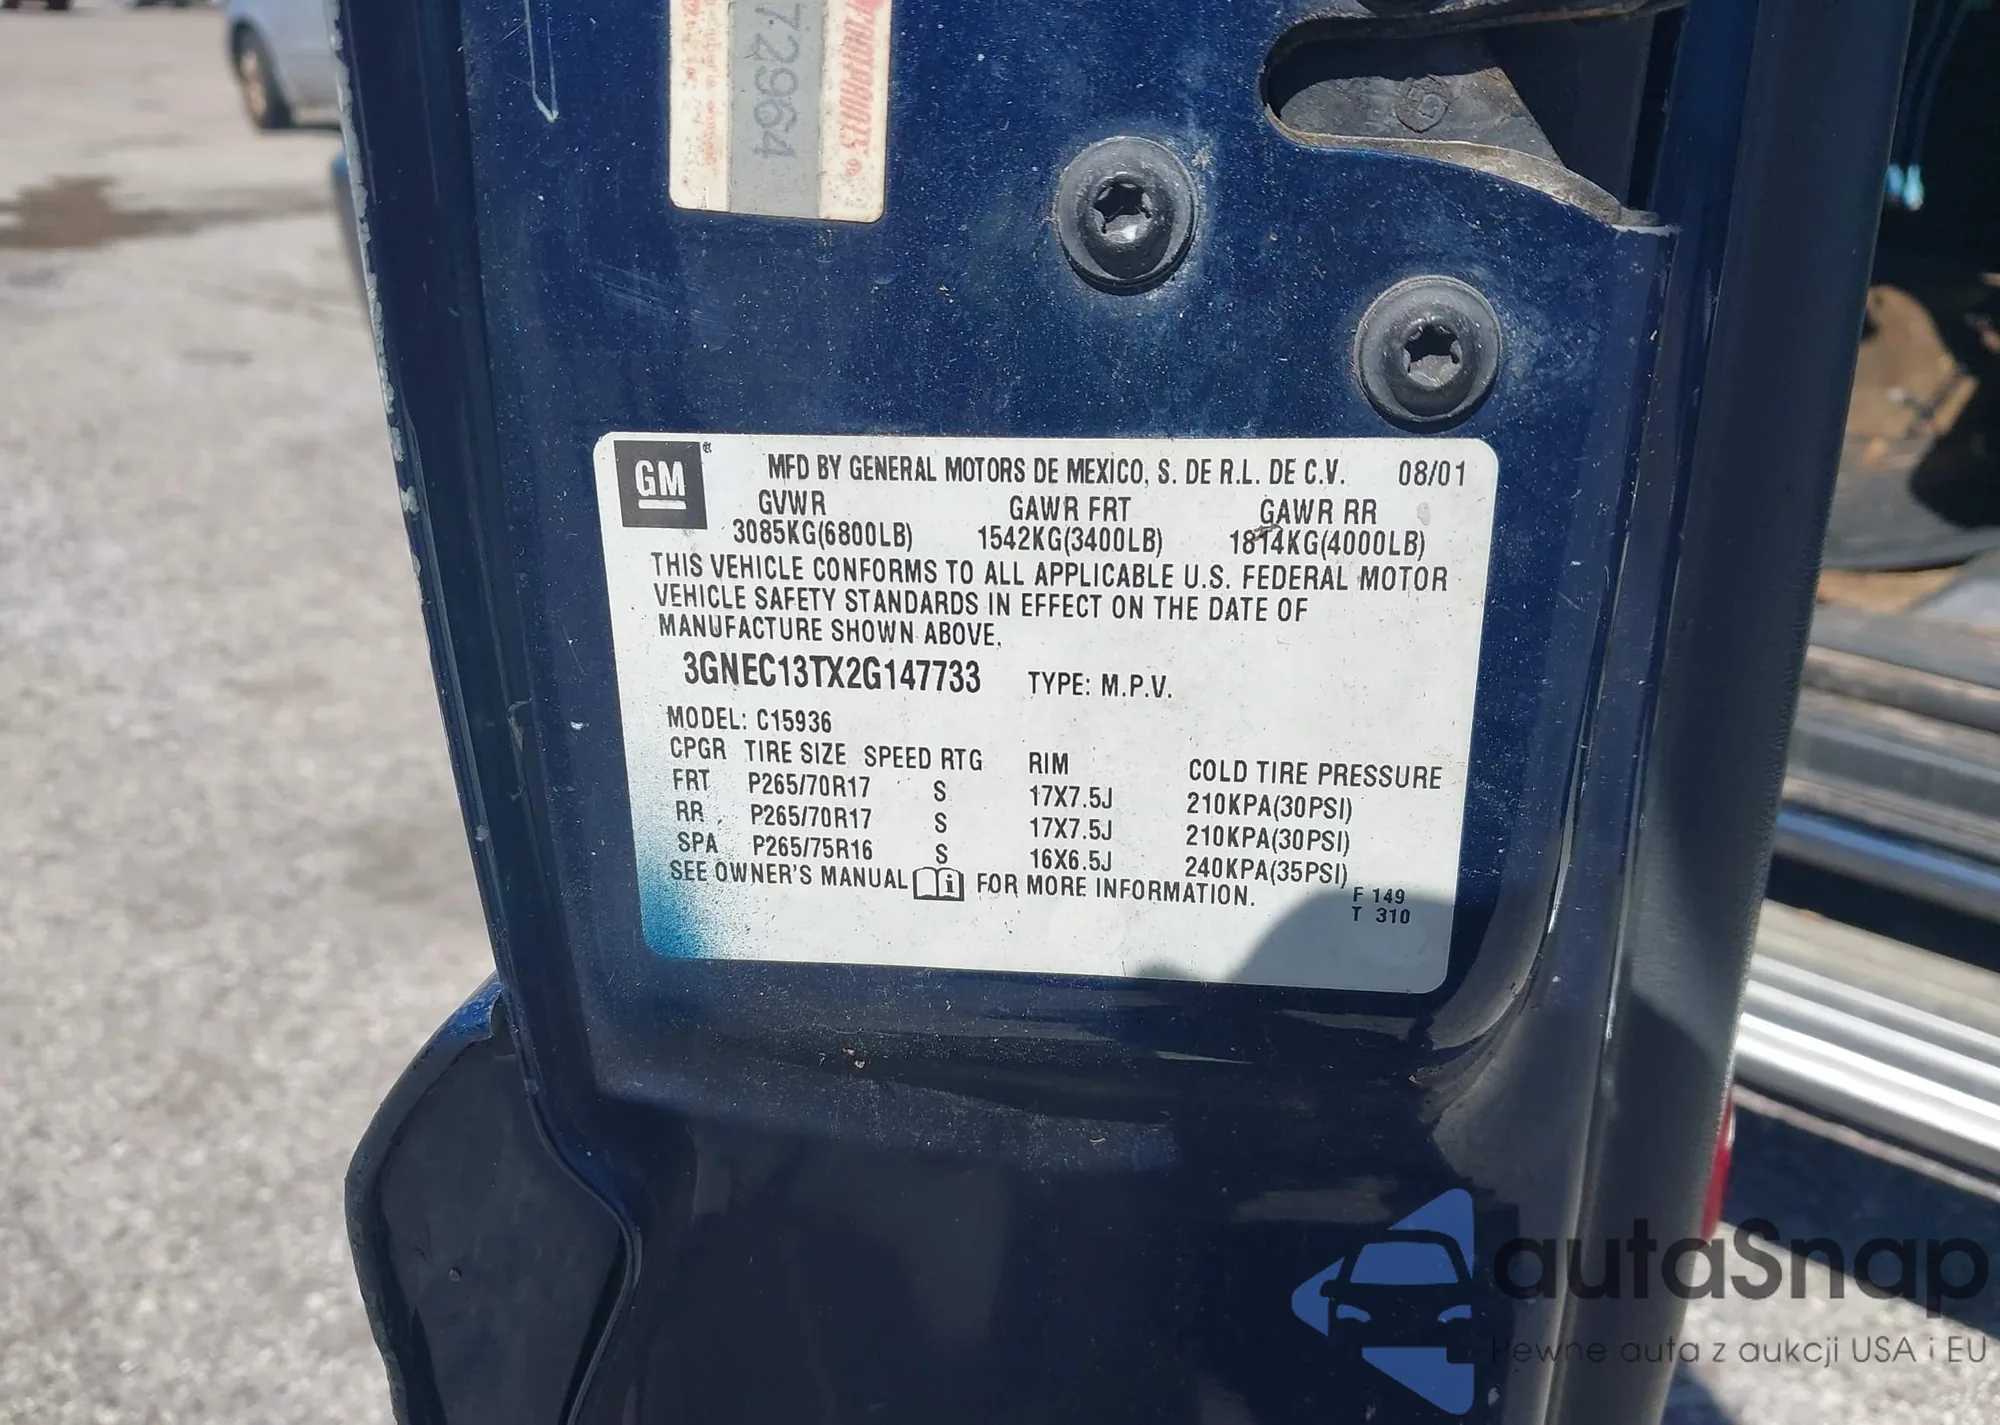 72964
GM
MFD BY GENERAL MOTORS DE MEXICO, S. DE R.L. DE C.V. 08/01
GVWR GAWR FRT GAWR RR
3085KG(6800LB) 1542KG(3400LB) 1814KG(4000LB)
THIS VEHICLE CONFORMS TO ALL APPLICABLE U.S. FEDERAL MOTOR
VEHICLE SAFETY STANDARDS IN EFFECT ON THE DATE OF
MANUFACTURE SHOWN ABOVE.
3GNEC13TX2G147733 TYPE: M.P.V.
MODEL: C15936
CPGR TIRE SIZE SPEED RTG RIM COLD TIRE PRESSURE
FRT P265/70R17 S 17X7.5J 210KPA(30PSI)
RR P265/70R17 S 17X7.5J 210KPA(30PSI)
SPA P265/75R16 S 16X6.5J 240KPA(35PSI)
SEE OWNER'S MANUAL FOR MORE INFORMATION.
F 149
T 310
autoSnap
Pewne auta z aukcji USA i EU